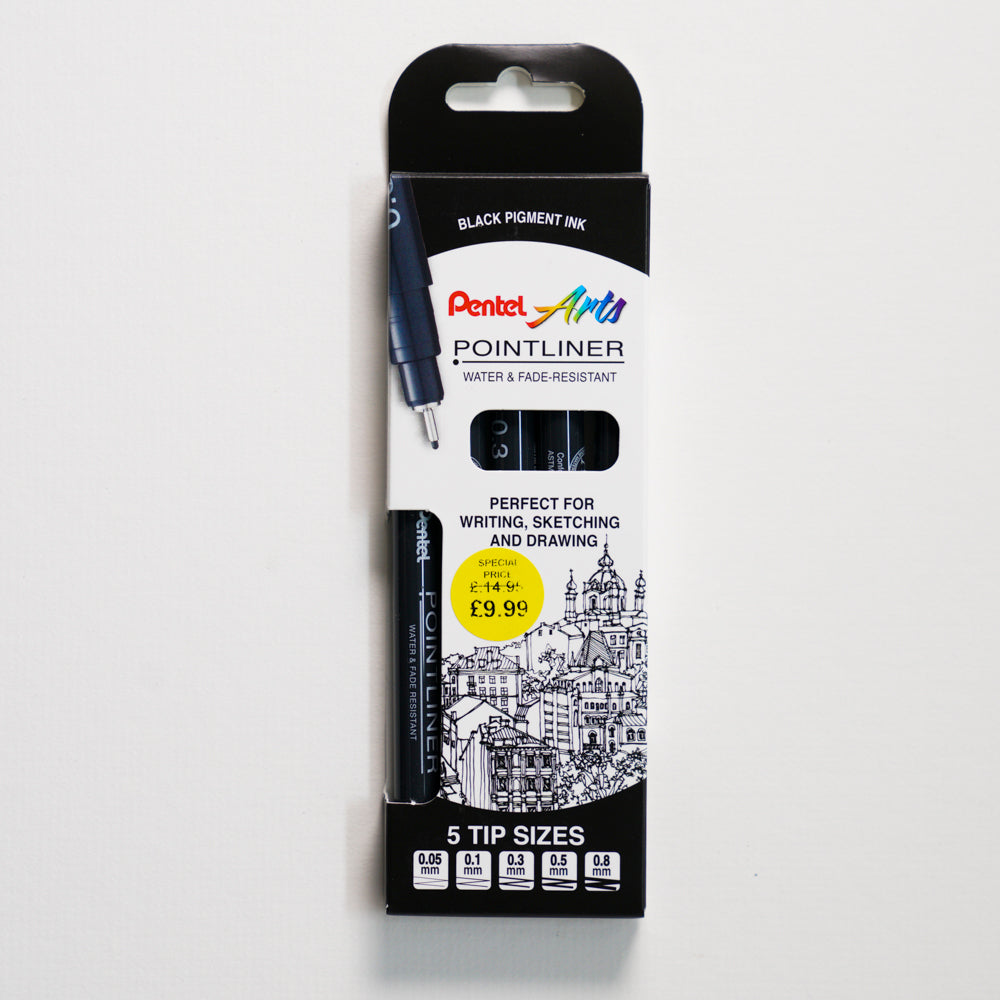 BLACK PIGMENT INK
Pentel Arts
POINTLINER
WATER & FADE-RESISTANT
0.3
PERFECT FOR
WRITING, SKETCHING
AND DRAWING
SPECIAL
PRICE
£14.95
£9.99
Pentel
POINTLINER
WATER & FADE RESISTANT
5 TIP SIZES
0.05 mm
0.1 mm
0.3 mm
0.5 mm
0.8 mm